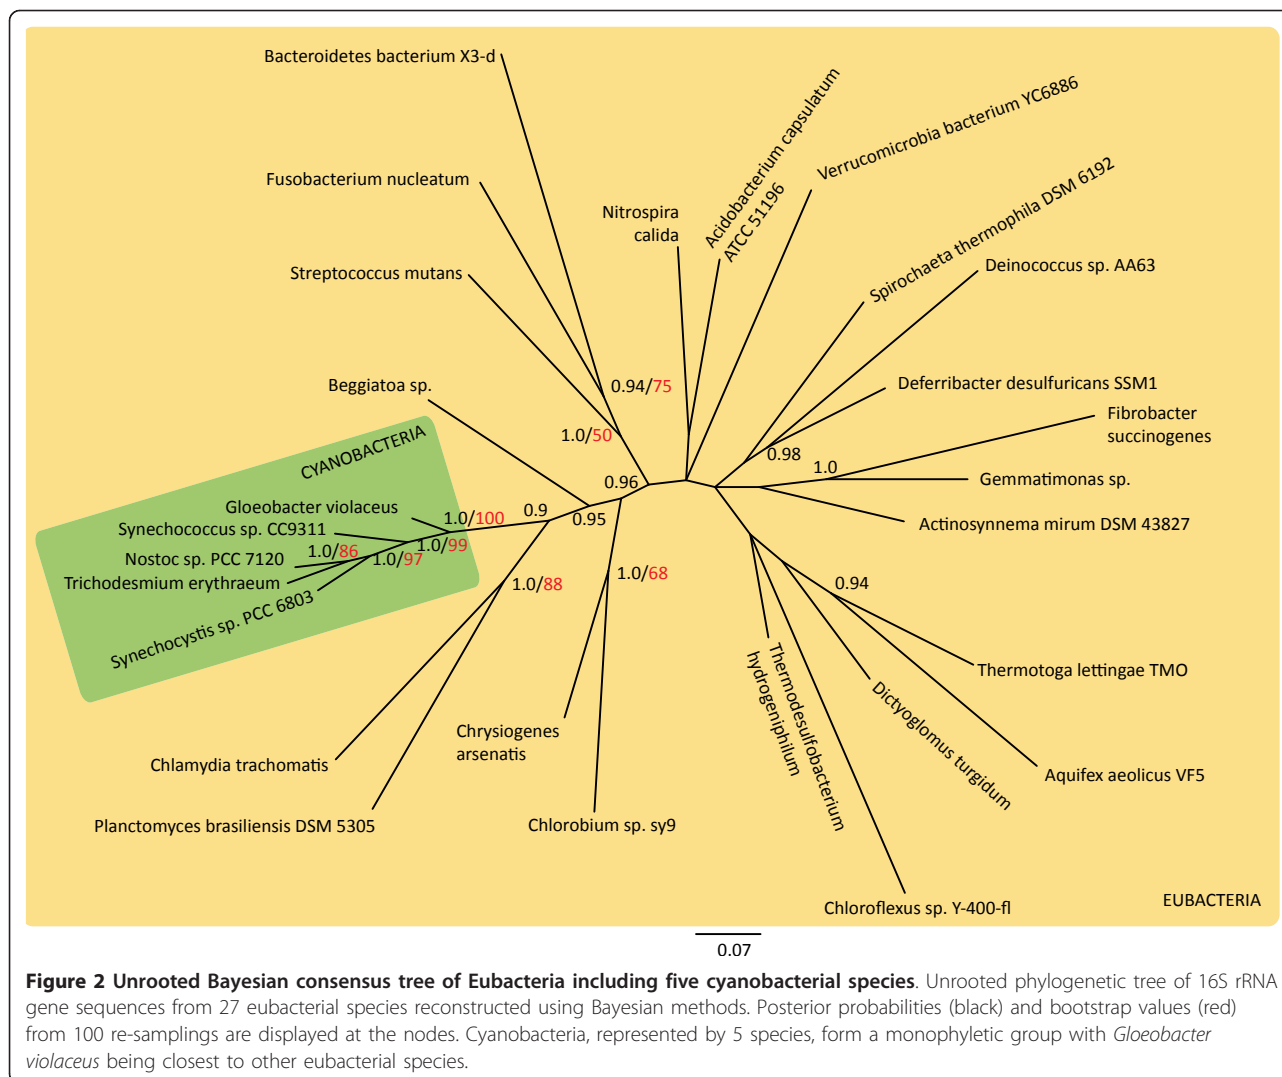 Bacteroidetes bacterium X3-d
Fusobacterium nucleatum
Streptococcus mutans
Beggiatoa sp.
Nitrospira
calida
Acidobacterium capsulatum
ATCC 51196
Verrucomicrobia bacterium YC6886
Spirochaeta thermophila DSM 6192
Deinococcus sp. AA63
Deferribacter desulfuricans SSM1
Fibrobacter
succinogenes
Gemmatimonas sp.
Actinosynnema mirum DSM 43827
0.94/75
1.0/50
0.96
0.98
1.0
CYANOBACTERIA
Gloeobacter violaceus
Synechococcus sp. CC9311
Nostoc sp. PCC 7120
Trichodesmium erythraeum
Synechocystis sp. PCC 6803
1.0/100
0.9
0.95
1.0/99
1.0/97
1.0/86
1.0/88
1.0/68
0.94
Thermotoga lettingae TMO
Dictyoglomus turgidum
Aquifex aeolicus VF5
Thermodesulfobacterium
hydrogeniphilum
Chrysiogenes
arsenatis
Chlamydia trachomatis
Planctomyces brasiliensis DSM 5305
Chlorobium sp. sy9
Chloroflexus sp. Y-400-fl
EUBACTERIA
0.07
Figure 2 Unrooted Bayesian consensus tree of Eubacteria including five cyanobacterial species. Unrooted phylogenetic tree of 16S rRNA
gene sequences from 27 eubacterial species reconstructed using Bayesian methods. Posterior probabilities (black) and bootstrap values (red)
from 100 re-samplings are displayed at the nodes. Cyanobacteria, represented by 5 species, form a monophyletic group with Gloeobacter
violaceus being closest to other eubacterial species.